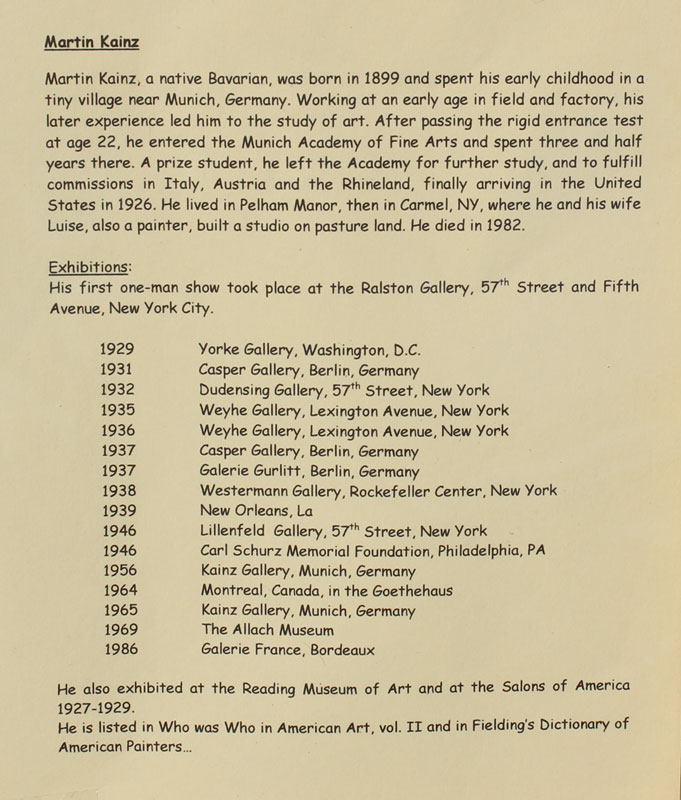 Martin Kainz
Martin Kainz, a native Bavarian, was born in 1899 and spent his early childhood in a
tiny village near Munich, Germany. Working at an early age in field and factory, his
later experience led him to the study of art. After passing the rigid entrance test
at age 22, he entered the Munich Academy of Fine Arts and spent three and half
years there. A prize student, he left the Academy for further study, and to fulfill
commissions in Italy, Austria and the Rhineland, finally arriving in the United
States in 1926. He lived in Pelham Manor, then in Carmel, NY, where he and his wife
Luise, also a painter, built a studio on pasture land. He died in 1982.
Exhibitions:
His first one-man show took place at the Ralston Gallery, 57th Street and Fifth
Avenue, New York City.
1929 Yorke Gallery, Washington, D.C.
1931 Casper Gallery, Berlin, Germany
1932 Dudensing Gallery, 57th Street, New York
1935 Weyhe Gallery, Lexington Avenue, New York
1936 Weyhe Gallery, Lexington Avenue, New York
1937 Casper Gallery, Berlin, Germany
1937 Galerie Gurlitt, Berlin, Germany
1938 Westermann Gallery, Rockefeller Center, New York
1939 New Orleans, La
1946 Lillenfeld Gallery, 57th Street, New York
1946 Carl Schurz Memorial Foundation, Philadelphia, PA
1956 Kainz Gallery, Munich, Germany
1964 Montreal, Canada, in the Goethehaus
1965 Kainz Gallery, Munich, Germany
1969 The Allach Museum
1986 Galerie France, Bordeaux
He also exhibited at the Reading Museum of Art and at the Salons of America
1927-1929.
He is listed in Who was Who in American Art, vol. II and in Fielding's Dictionary of
American Painters...